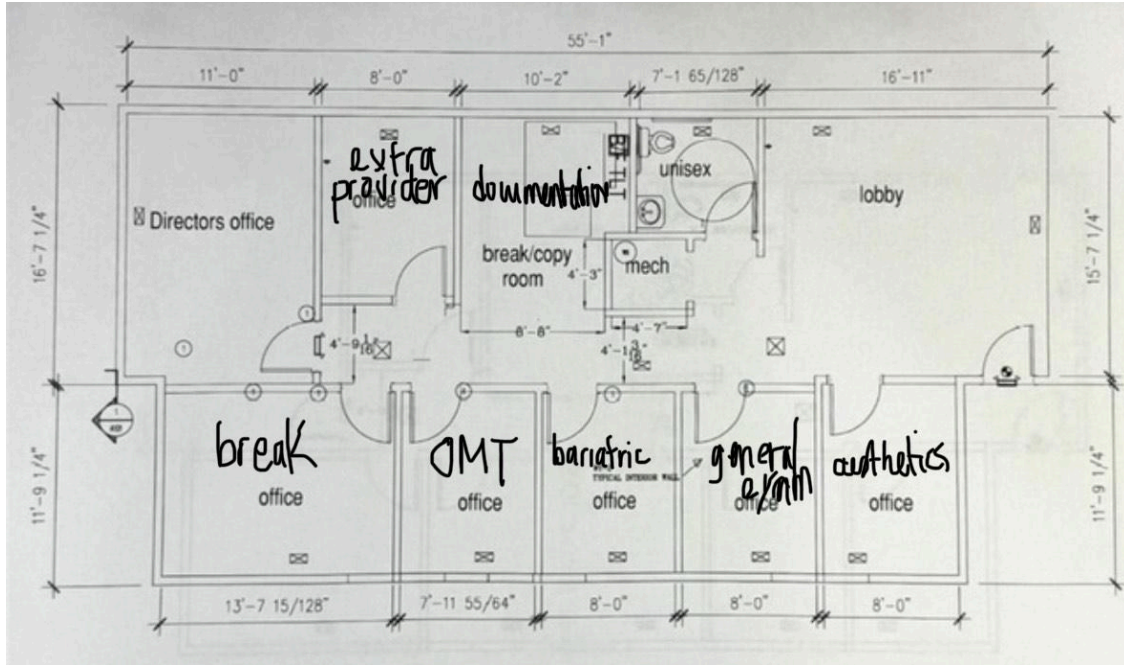 55'-1"
11'-0"
8'-0"
10'-2"
7'-1 65/128"
16'-11"
extra
provider
office
documentation
unisex
lobby
Directors office
break/copy
room
mech
16'-7 1/4"
15'-7 1/4"
4'-3"
8'-8"
4'-7"
break
office
OMT
office
bariatric
TYPICAL INTERIOR WALL
office
general
exam
office
aesthetics
office
11'-9 1/4"
11'-9 1/4"
13'-7 15/128"
7'-11 55/64"
8'-0"
8'-0"
8'-0"